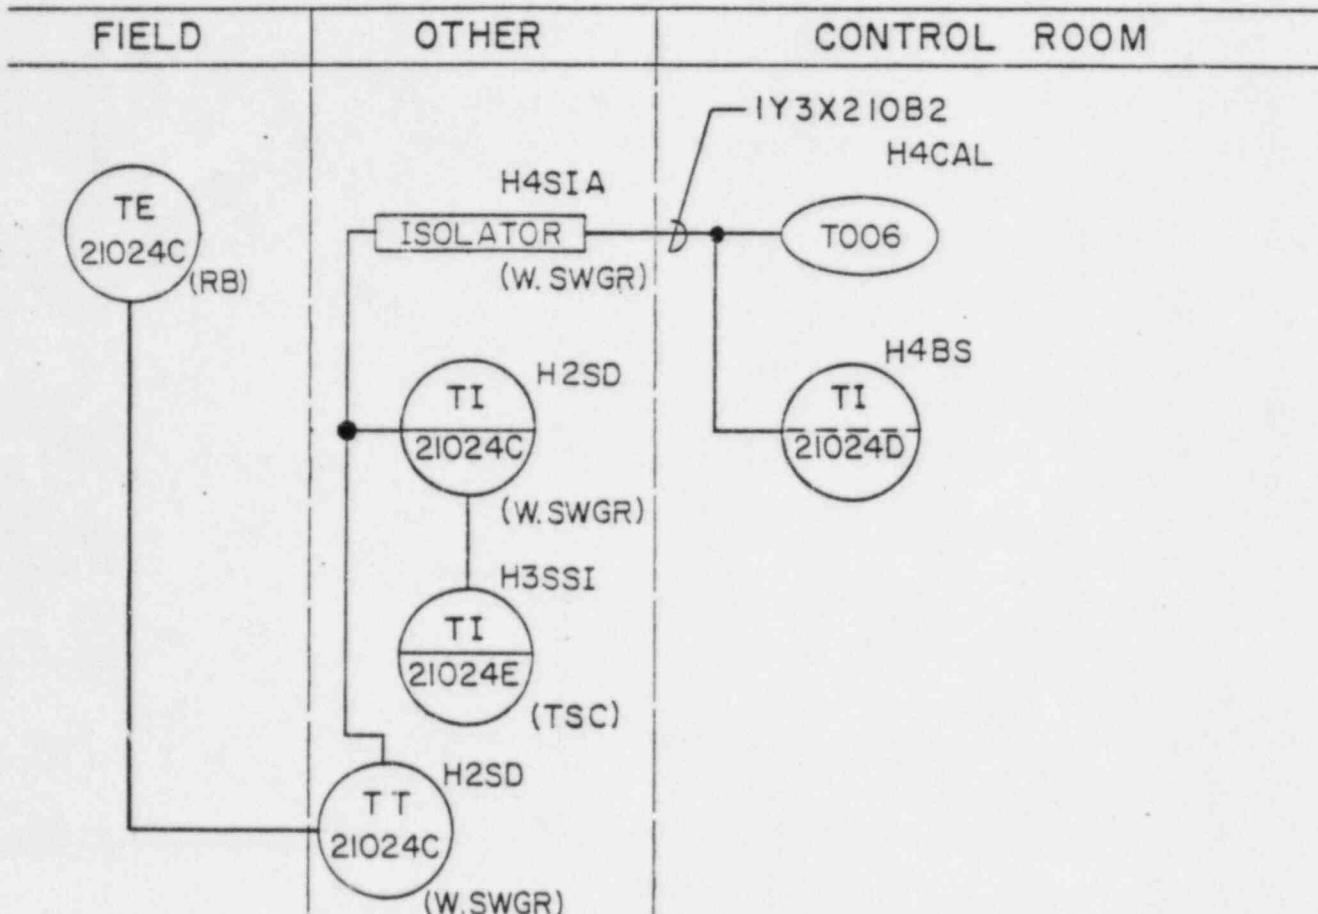 FIELD
OTHER
CONTROL ROOM
1Y3X210B2
H4CAL
TE
21024C
(RB)
H4SIA
ISOLATOR
(W. SWGR)
T006
H2SD
TI
21024C
(W.SWGR)
H4BS
TI
21024D
H3SSI
TI
21024E
(TSC)
H2SD
TT
21024C
(W.SWGR)